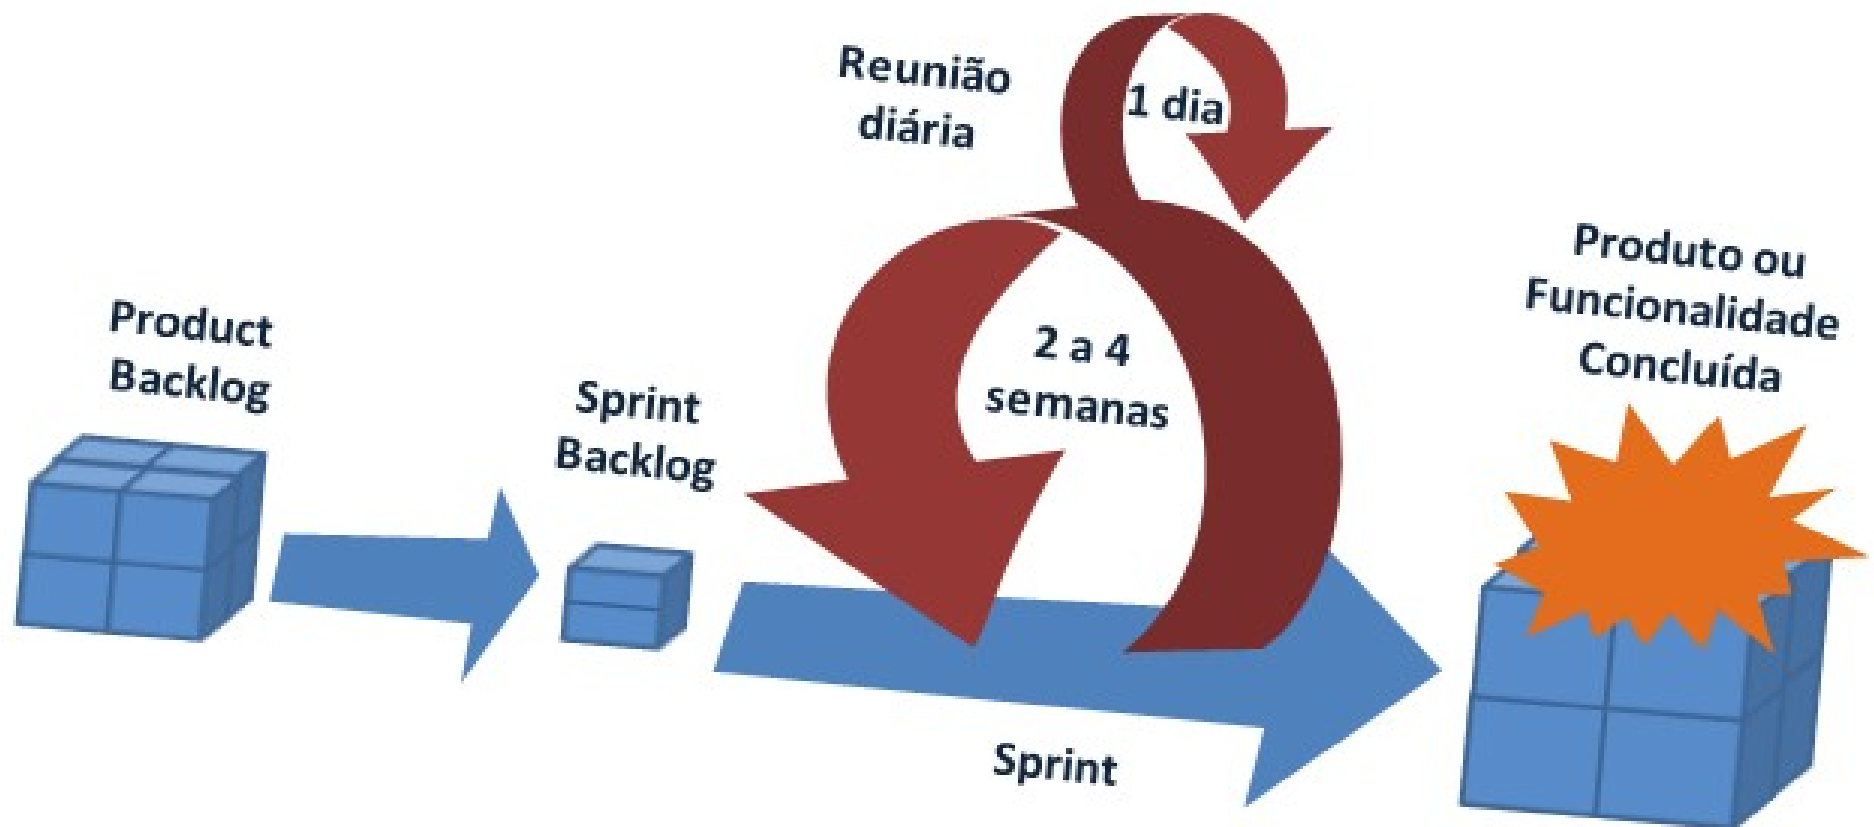 Product
Backlog
Sprint
Backlog
Reunião
diária
1 dia
2 a 4
semanas
Sprint
Produto ou
Funcionalidade
Concluída